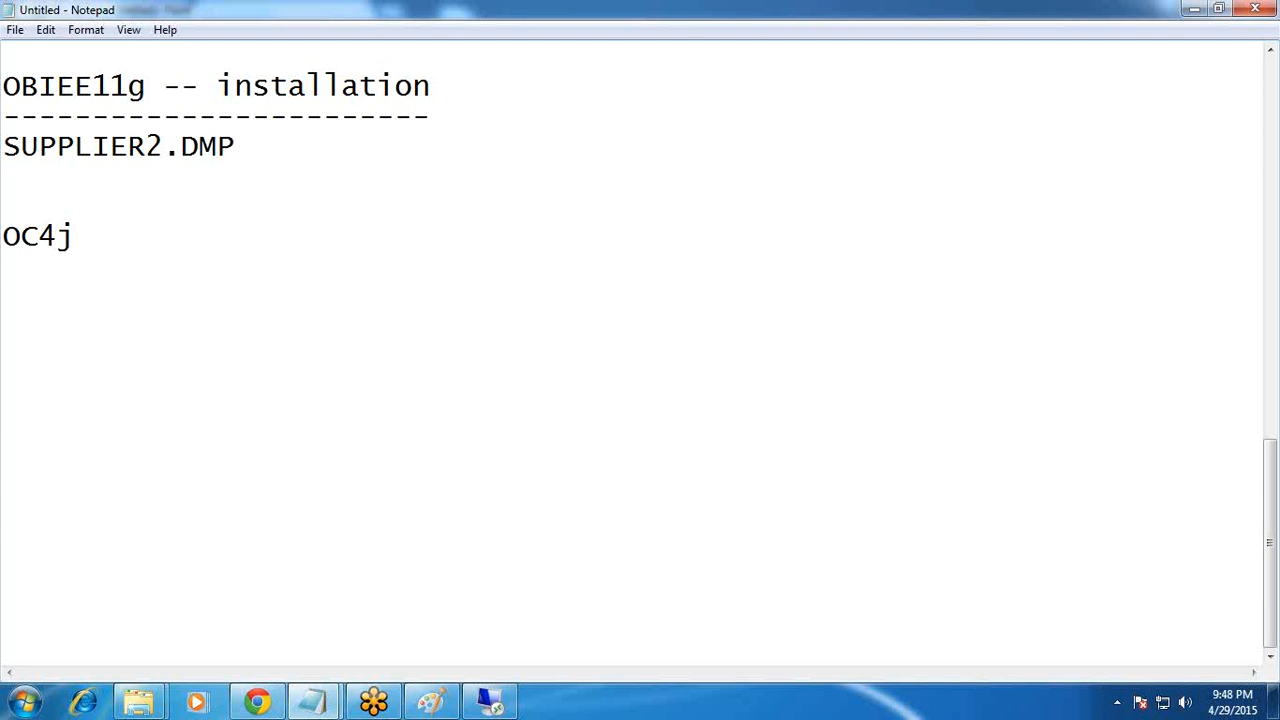 Untitled - Notepad
File Edit Format View Help
OBIEE11g -- installation
------------------------
SUPPLIER2.DMP
OC4j
9:48 PM
4/29/2015